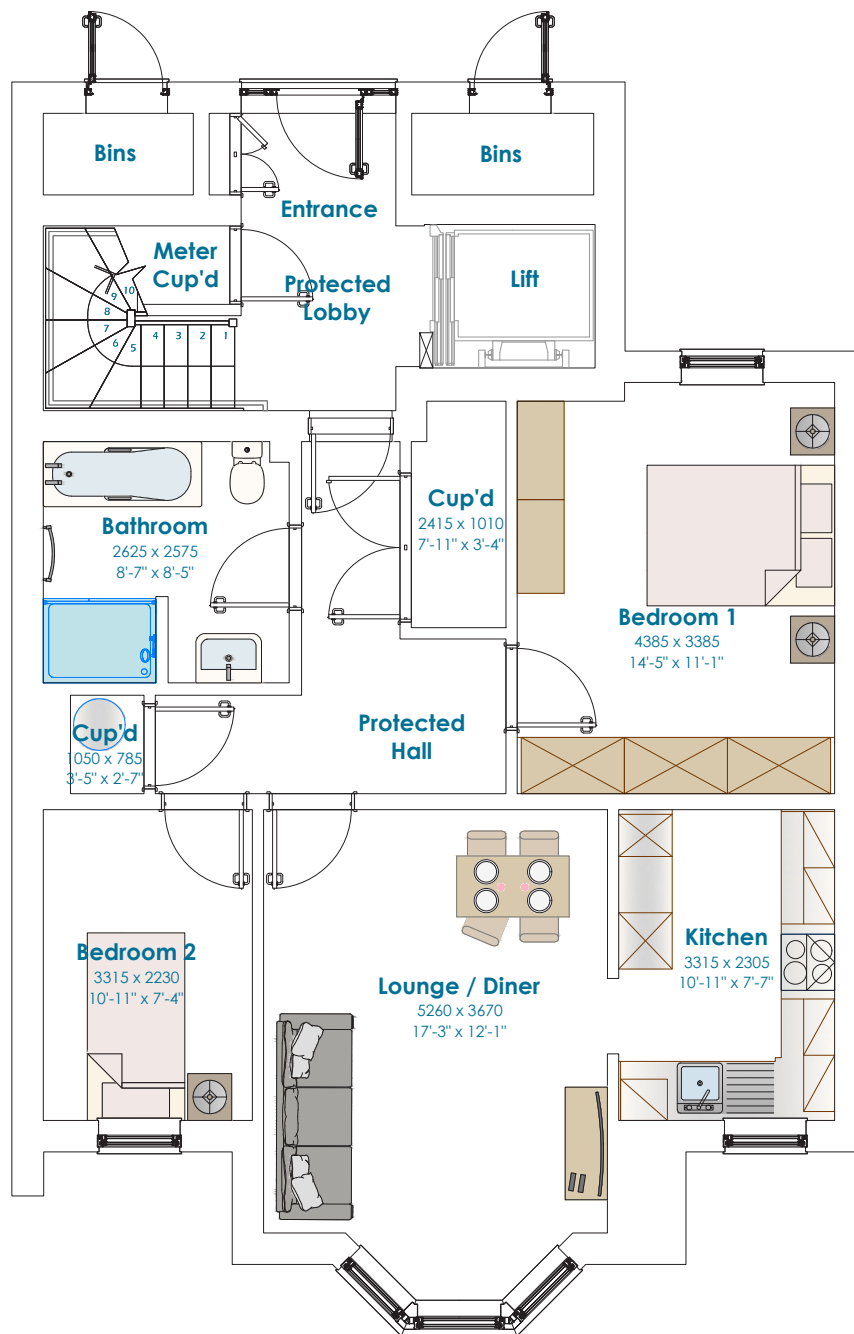 Bins
Bins
Entrance
Meter
Cup'd
Protected
Lobby
Lift
10
9
8
7
6
5
4
3
2
1
Cup'd
2415 x 1010
7'-11" x 3'-4"
Bathroom
2625 x 2575
8'-7" x 8'-5"
Bedroom 1
4385 x 3385
14'-5" x 11'-1"
Protected
Hall
Cup'd
1050 x 785
3'-5" x 2'-7"
Bedroom 2
3315 x 2230
10'-11" x 7'-4"
Lounge / Diner
5260 x 3670
17'-3" x 12'-1"
Kitchen
3315 x 2305
10'-11" x 7'-7"